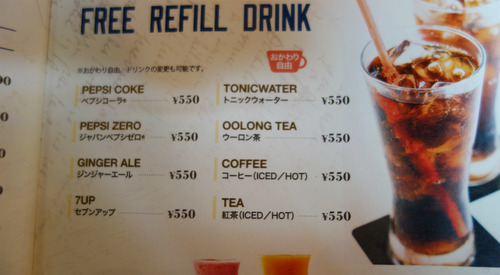 FREE REFILL DRINK
※おかわり自由、ドリンクの変更も可能です。
おかわり
自由
PEPSI COKE
ペプシコーラ※ ¥550
PEPSI ZERO
ジャパンペプシゼロ※ ¥550
GINGER ALE
ジンジャーエール ¥550
7UP
セブンアップ ¥550
TONICWATER
トニックウォーター ¥550
OOLONG TEA
ウーロン茶 ¥550
COFFEE
コーヒー(ICED/HOT) ¥550
TEA
紅茶(ICED/HOT) ¥550